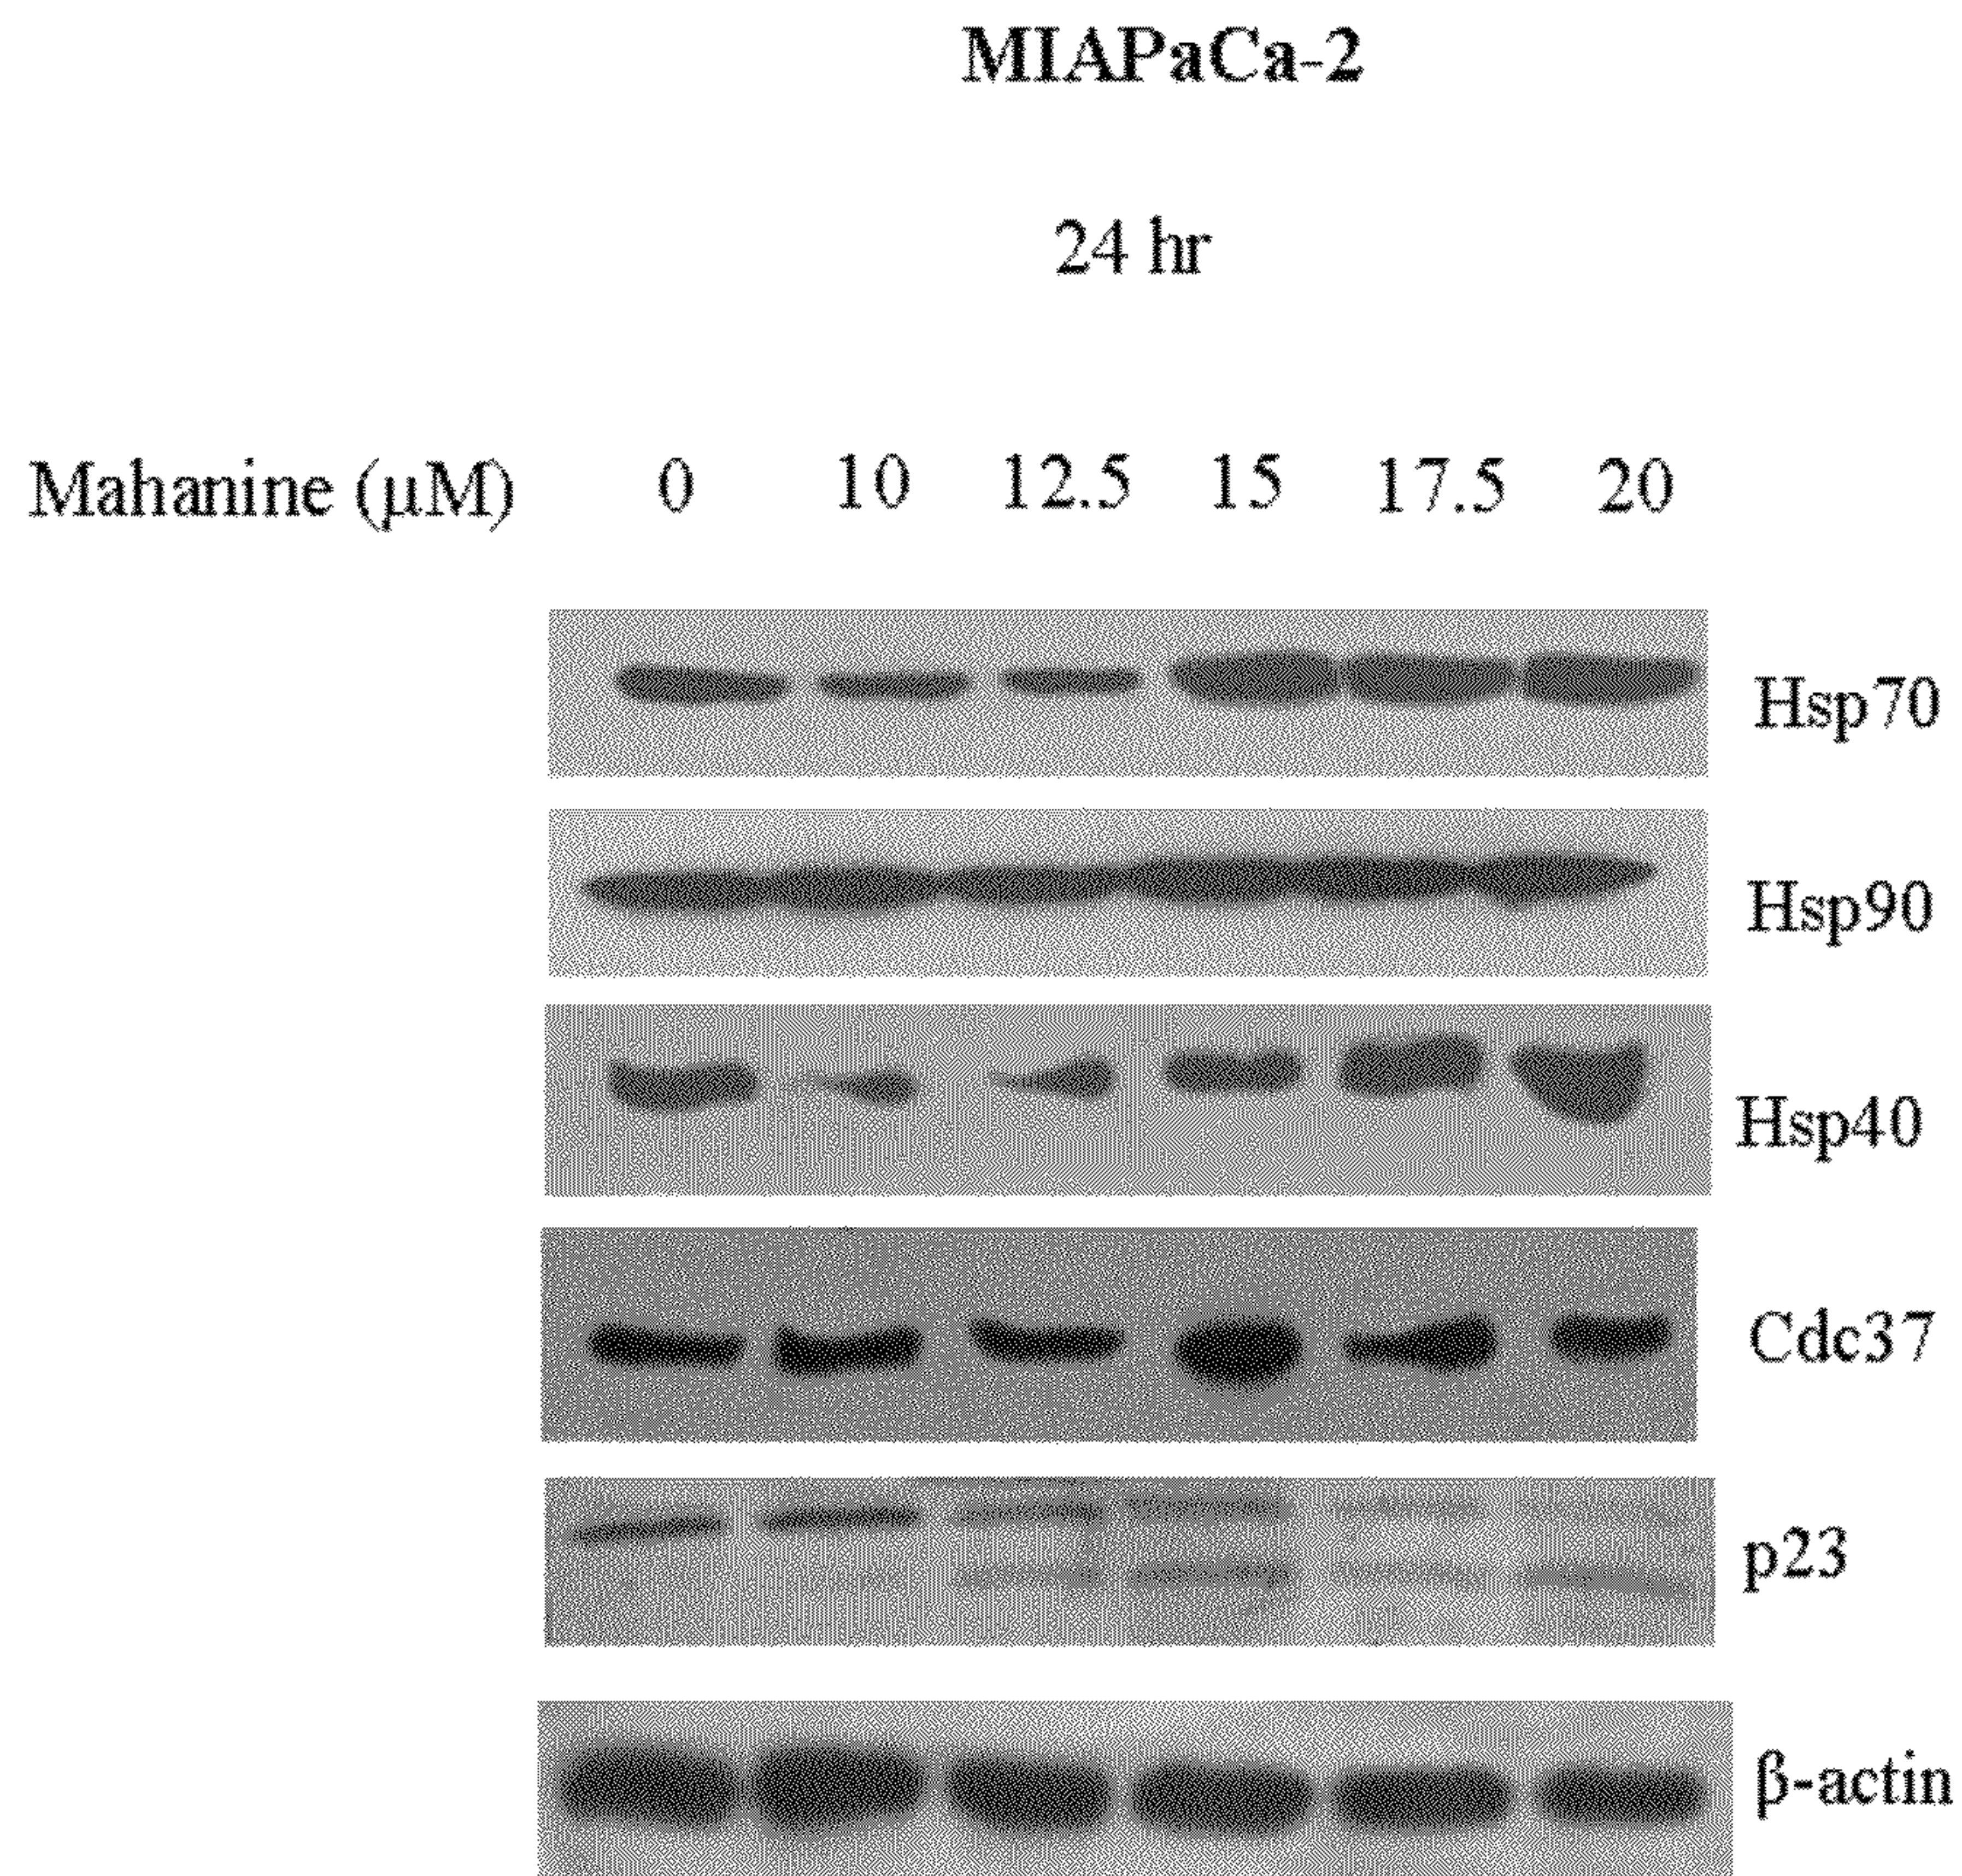 MIAPaCa-2
24 hr
Mahanine (μM) 0 10 12.5 15 17.5 20
Hsp70
Hsp90
Hsp40
Cdc37
p23
β-actin